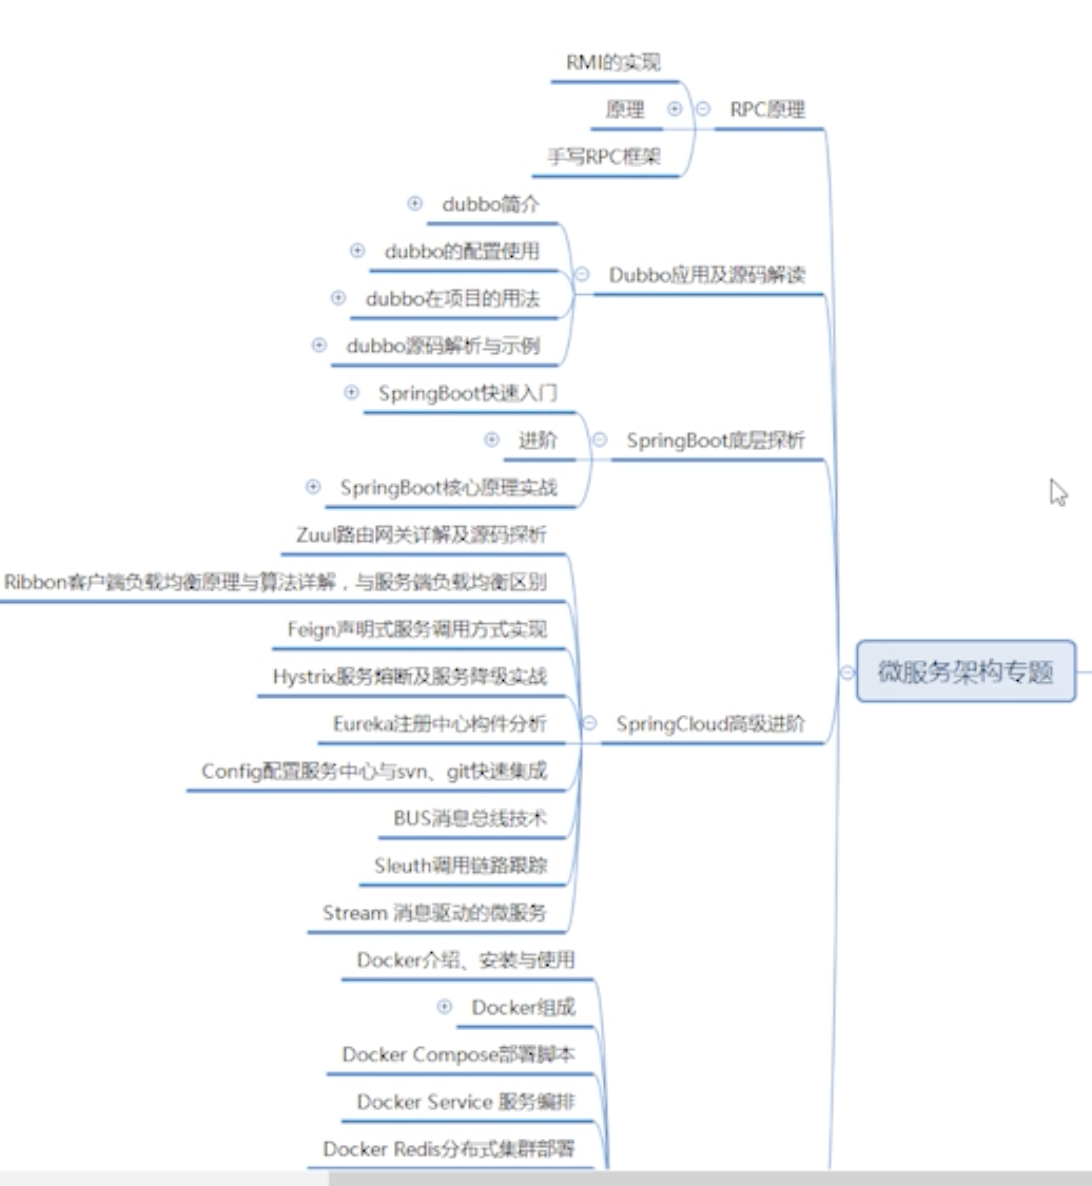 RMI的实现
原理
RPC原理
手写RPC框架
dubbo简介
dubbo的配置使用
Dubbo应用及源码解读
dubbo在项目的用法
dubbo源码解析与示例
SpringBoot快速入门
进阶
SpringBoot底层探析
SpringBoot核心原理实战
Zuul路由网关详解及源码探析
Ribbon客户端负载均衡原理与算法详解，与服务端负载均衡区别
Feign声明式服务调用方式实现
微服务架构专题
Hystrix服务熔断及服务降级实战
Eureka注册中心构件分析
SpringCloud高级进阶
Config配置服务中心与svn、git快速集成
BUS消息总线技术
Sleuth调用链路跟踪
Stream 消息驱动的微服务
Docker介绍、安装与使用
Docker组成
Docker Compose部署脚本
Docker Service 服务编排
Docker Redis分布式集群部署